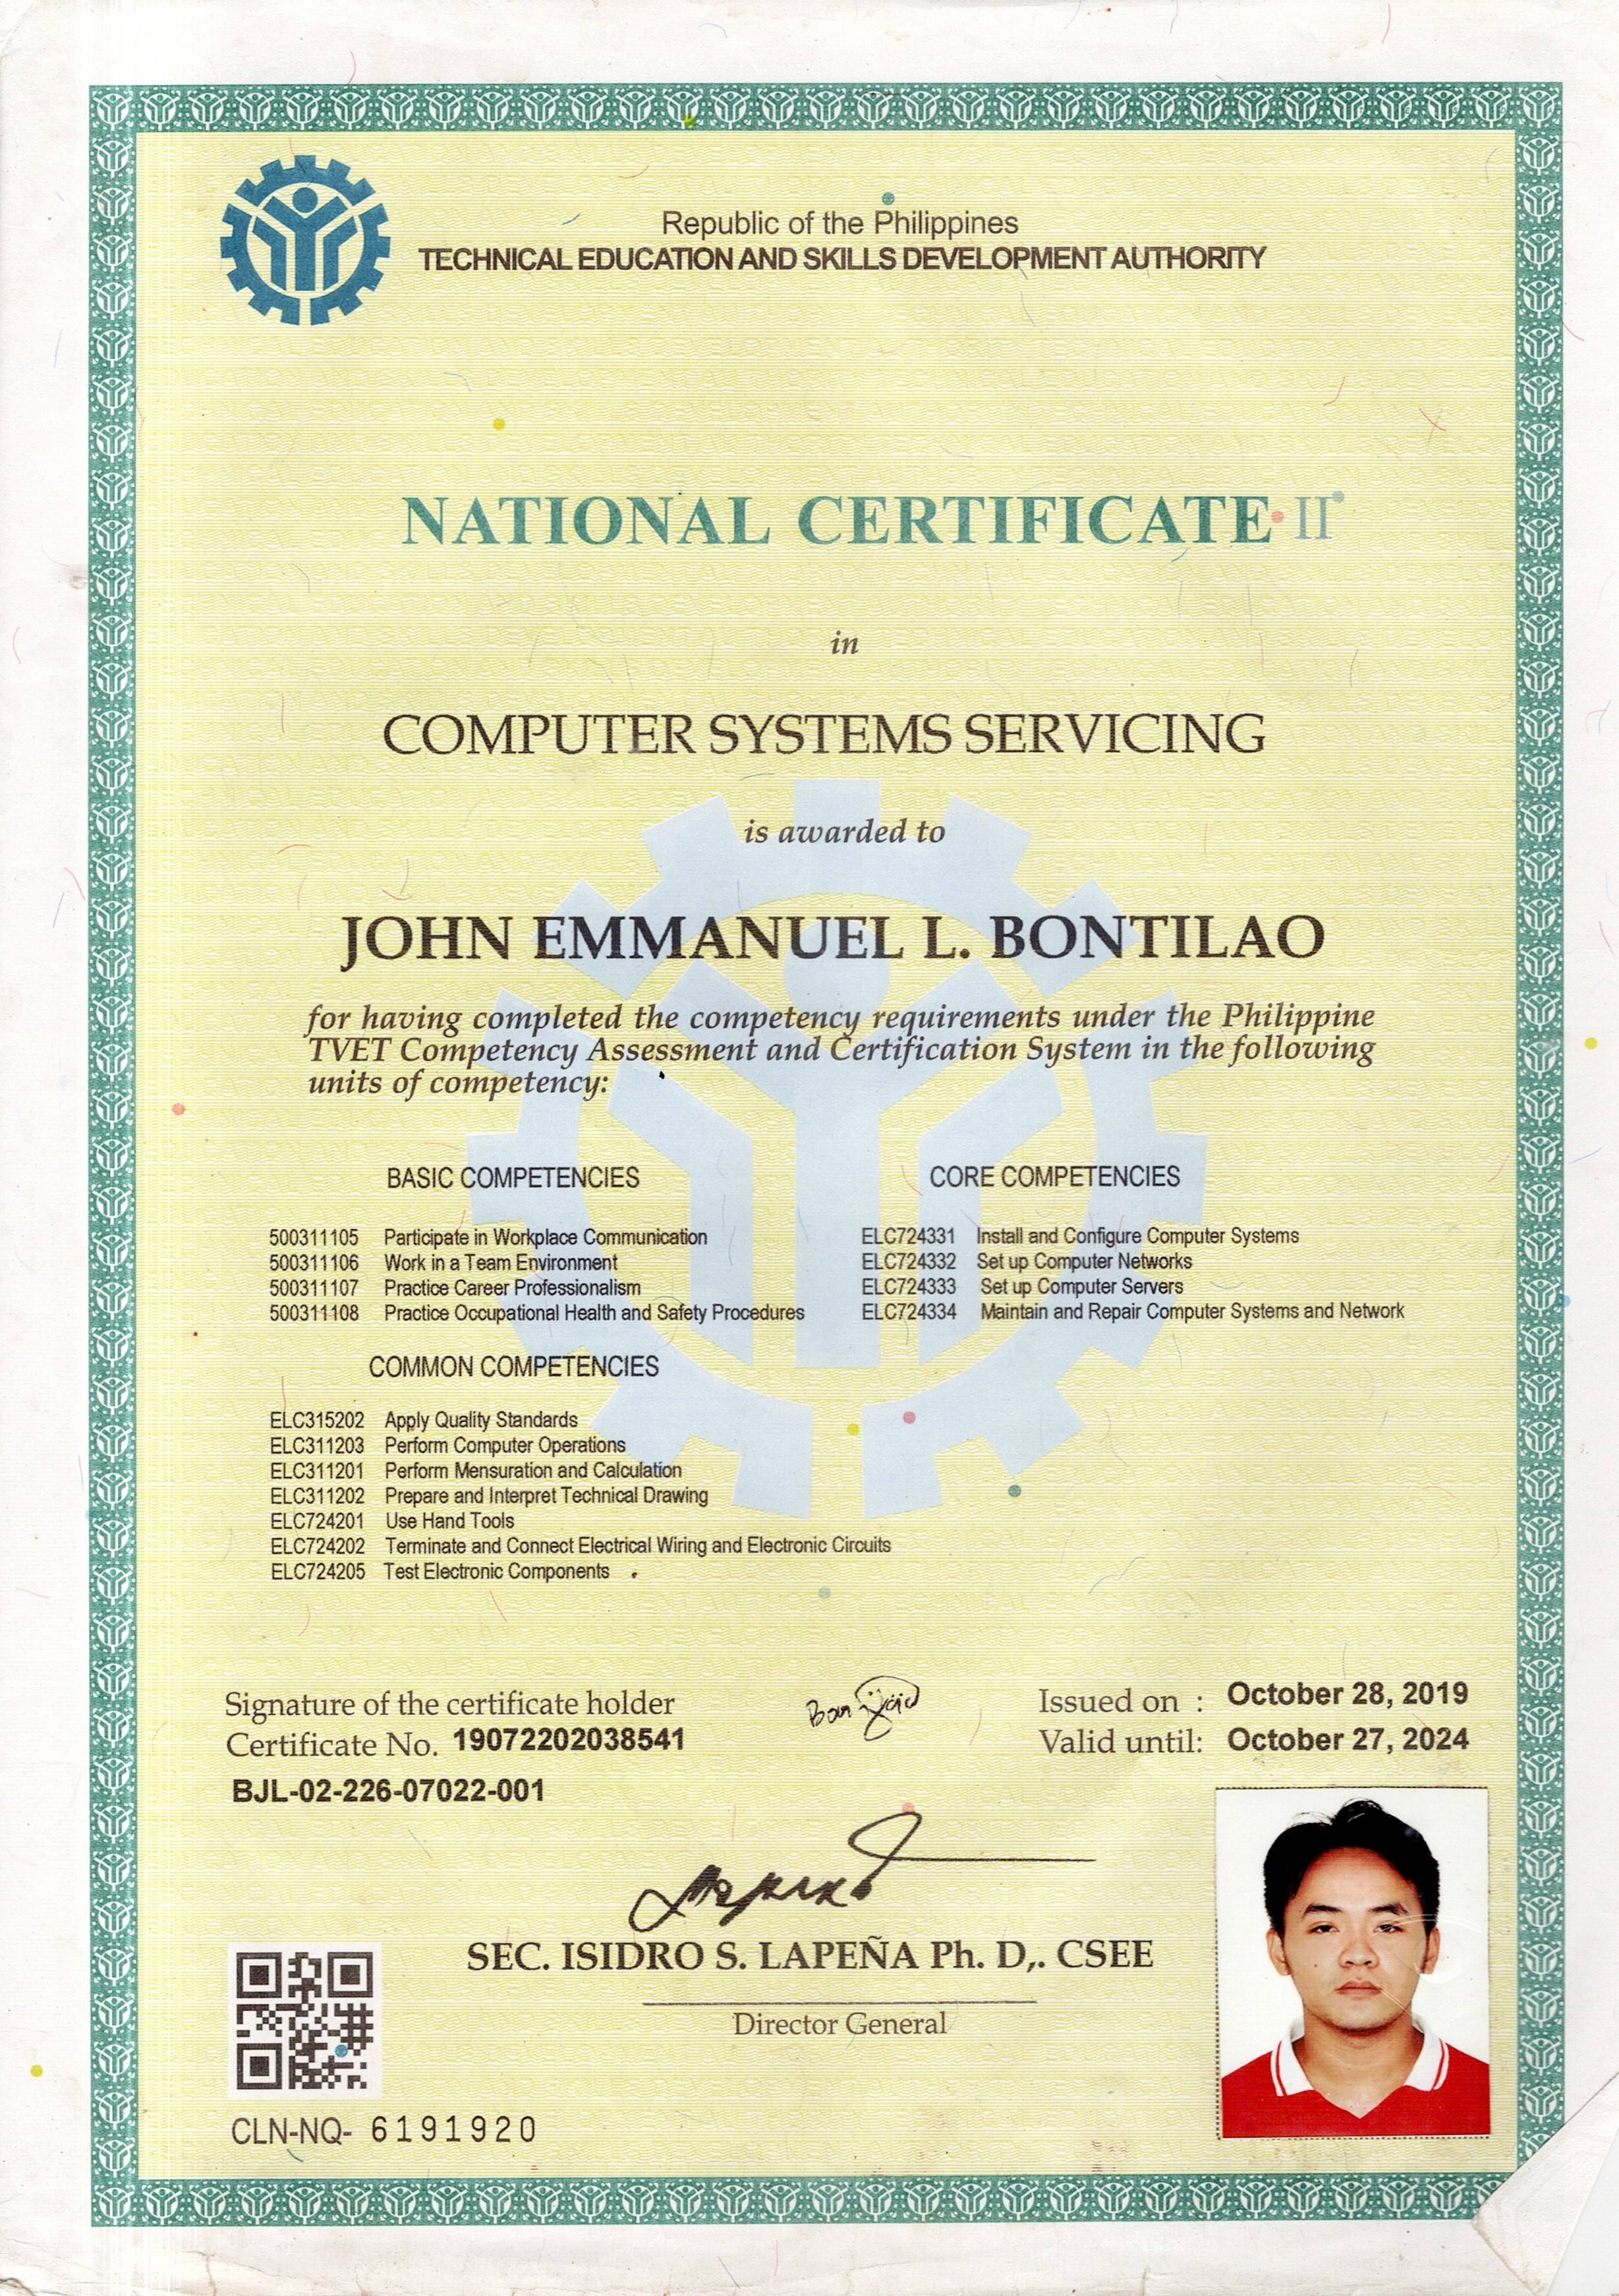 Republic of the Philippines
TECHNICAL EDUCATION AND SKILLS DEVELOPMENT AUTHORITY
NATIONAL CERTIFICATE II
in
COMPUTER SYSTEMS SERVICING
is awarded to
JOHN EMMANUEL L. BONTILAO
for having completed the competency requirements under the Philippine
TVET Competency Assessment and Certification System in the following
units of competency:
BASIC COMPETENCIES
500311105 Participate in Workplace Communication
500311106 Work in a Team Environment
500311107 Practice Career Professionalism
500311108 Practice Occupational Health and Safety Procedures
COMMON COMPETENCIES
ELC315202 Apply Quality Standards
ELC311203 Perform Computer Operations
ELC311201 Perform Mensuration and Calculation
ELC311202 Prepare and Interpret Technical Drawing
ELC724201 Use Hand Tools
ELC724202 Terminate and Connect Electrical Wiring and Electronic Circuits
ELC724205 Test Electronic Components
CORE COMPETENCIES
ELC724331 Install and Configure Computer Systems
ELC724332 Set up Computer Networks
ELC724333 Set up Computer Servers
ELC724334 Maintain and Repair Computer Systems and Network
Signature of the certificate holder
Certificate No. 19072202038541
BJL-02-226-07022-001
Issued on : October 28, 2019
Valid until: October 27, 2024
SEC. ISIDRO S. LAPEÑA Ph. D,. CSEE
Director General
CLN-NQ- 6191920